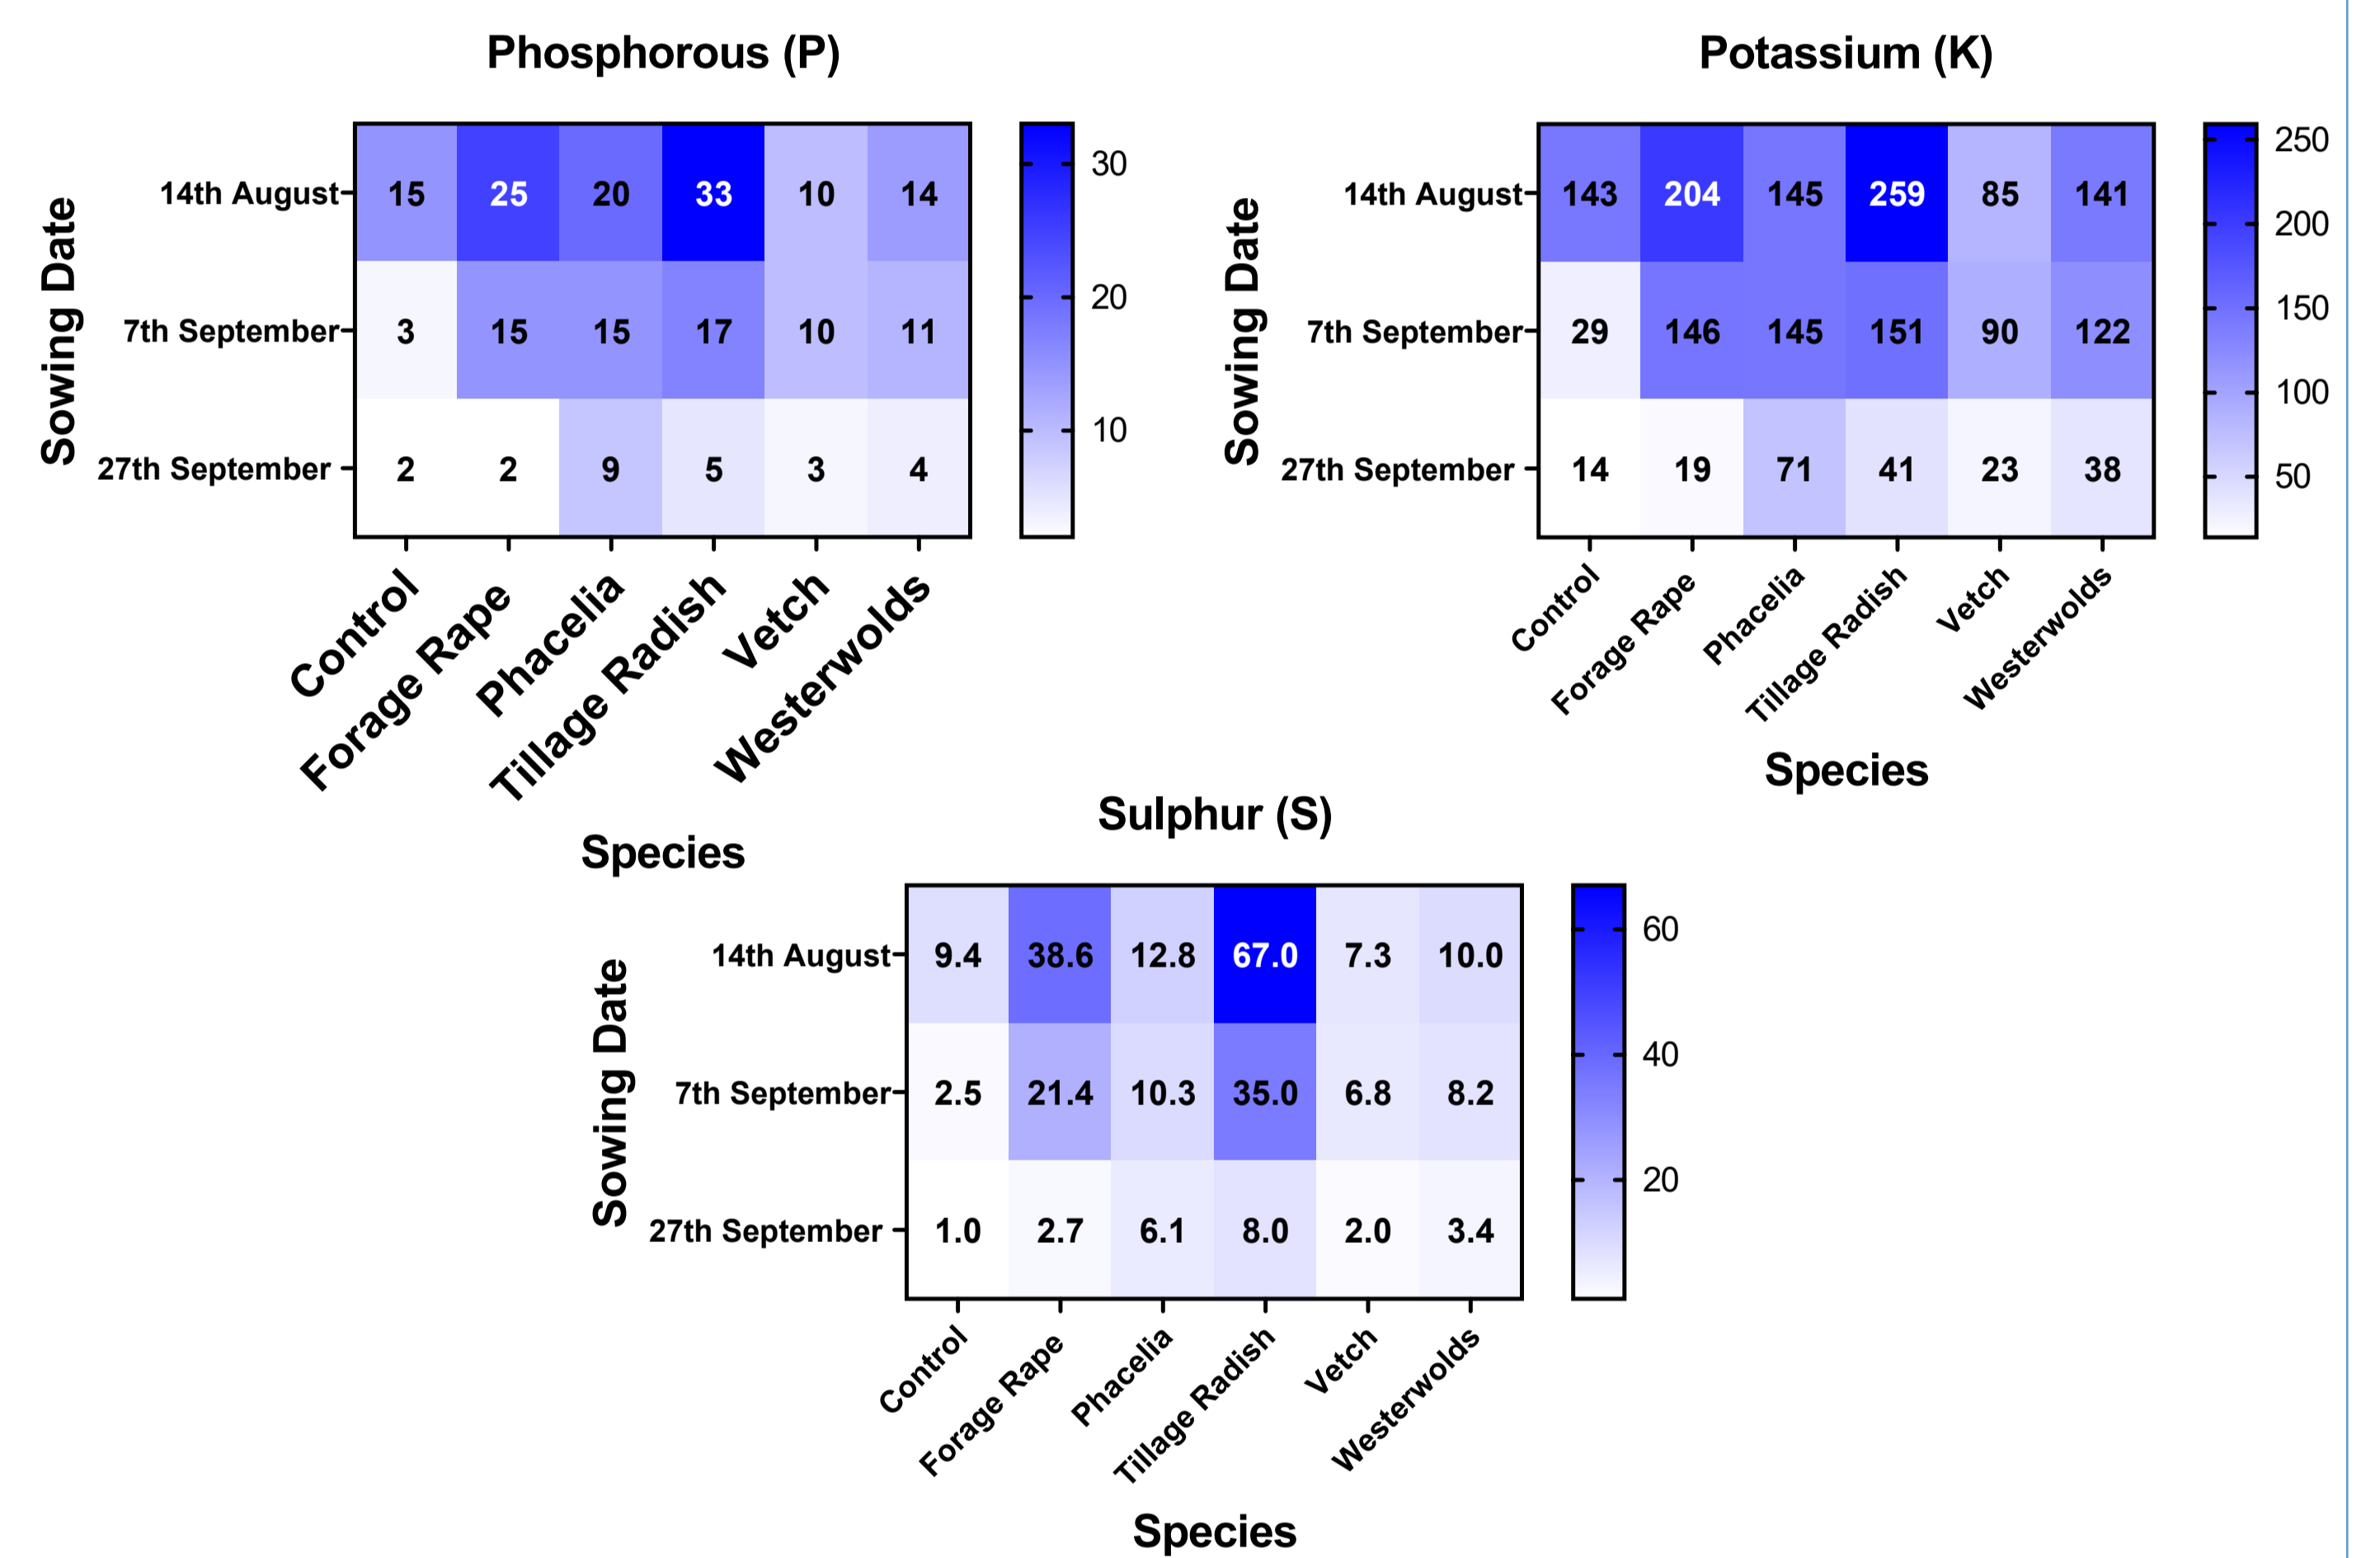 Phosphorous (P)
Sowing Date
14th August 15 25 20 33 10 14
7th September 3 15 15 17 10 11
27th September 2 2 9 5 3 4
30
20
10
Control
Forage Rape
Phacelia
Tillage Radish
Vetch
Westerwolds
Species
Potassium (K)
Sowing Date
14th August 143 204 145 259 85 141
7th September 29 146 145 151 90 122
27th September 14 19 71 41 23 38
250
200
150
100
50
Control
Forage Rape
Phacelia
Tillage Radish
Vetch
Westerwolds
Species
Sulphur (S)
Sowing Date
14th August 9.4 38.6 12.8 67.0 7.3 10.0
7th September 2.5 21.4 10.3 35.0 6.8 8.2
27th September 1.0 2.7 6.1 8.0 2.0 3.4
60
40
20
Control
Forage Rape
Phacelia
Tillage Radish
Vetch
Westerwolds
Species